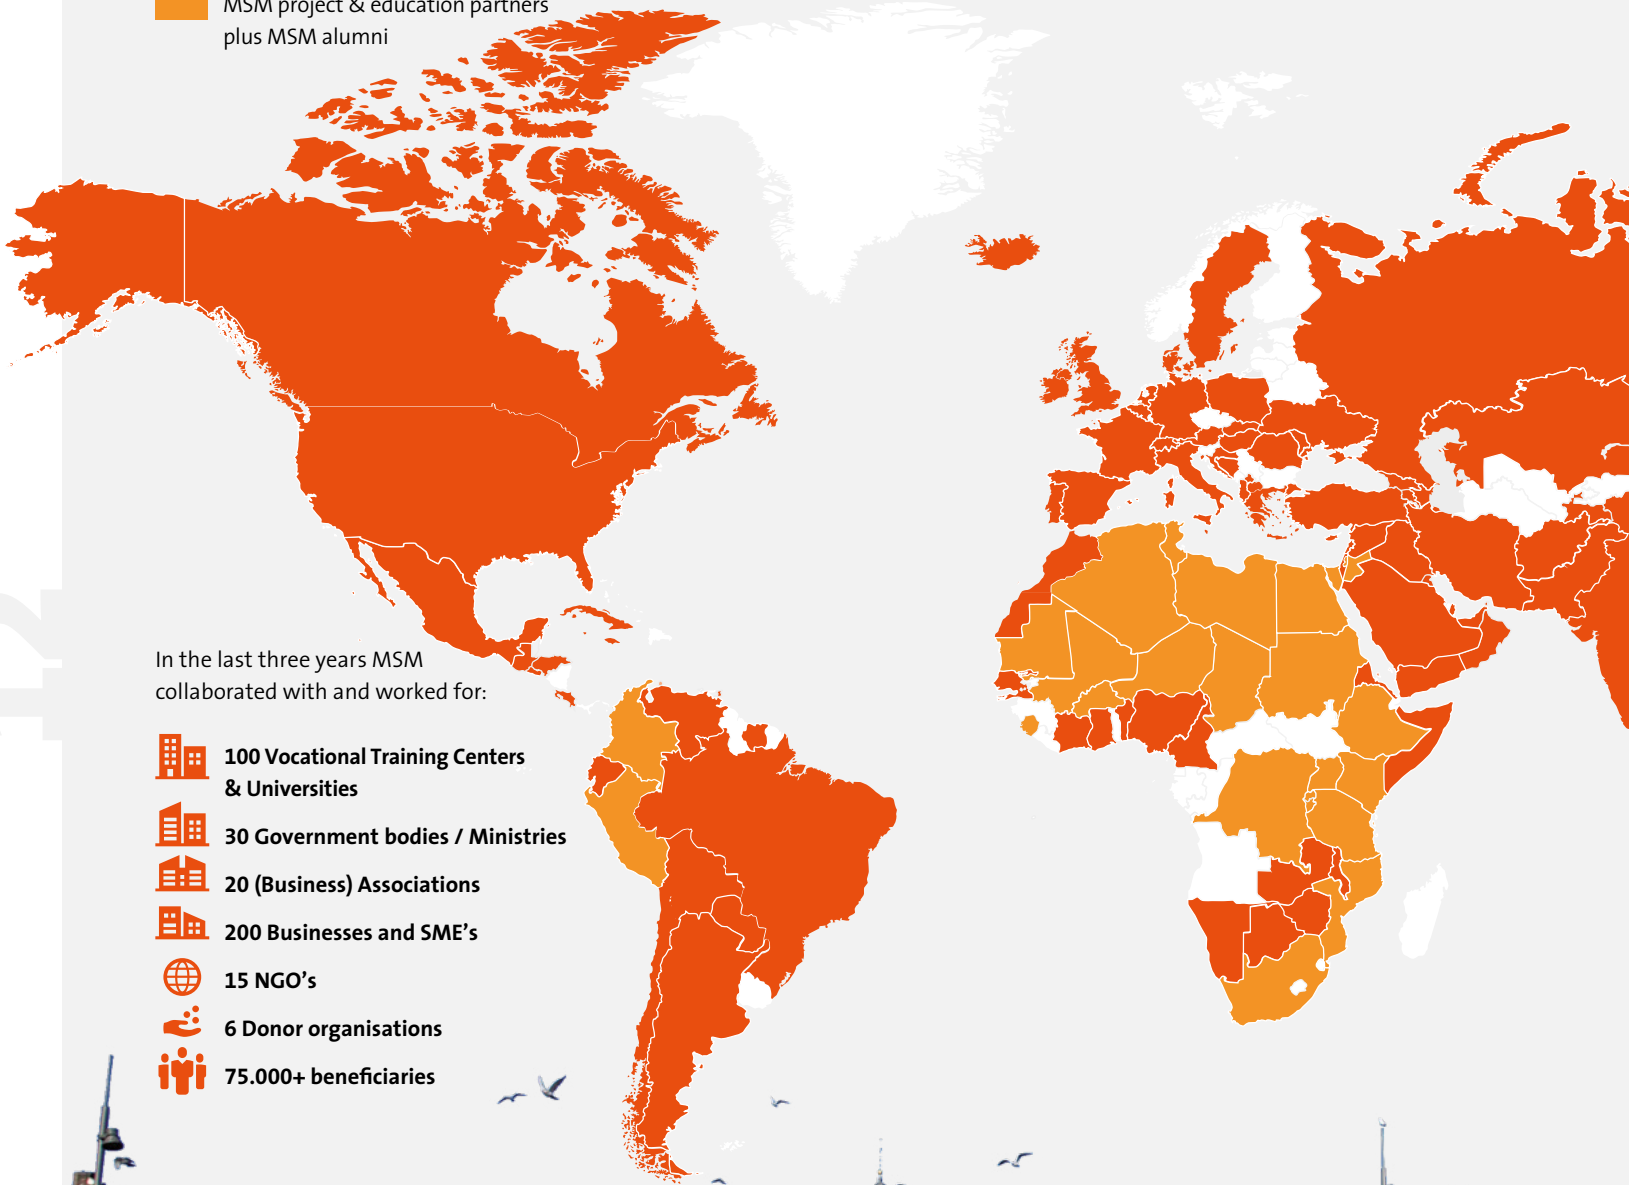 MSM project & education partners
plus MSM alumni
In the last three years MSM
collaborated with and worked for:
100 Vocational Training Centers
& Universities
30 Government bodies / Ministries
20 (Business) Associations
200 Businesses and SME's
15 NGO's
6 Donor organisations
75.000+ beneficiaries